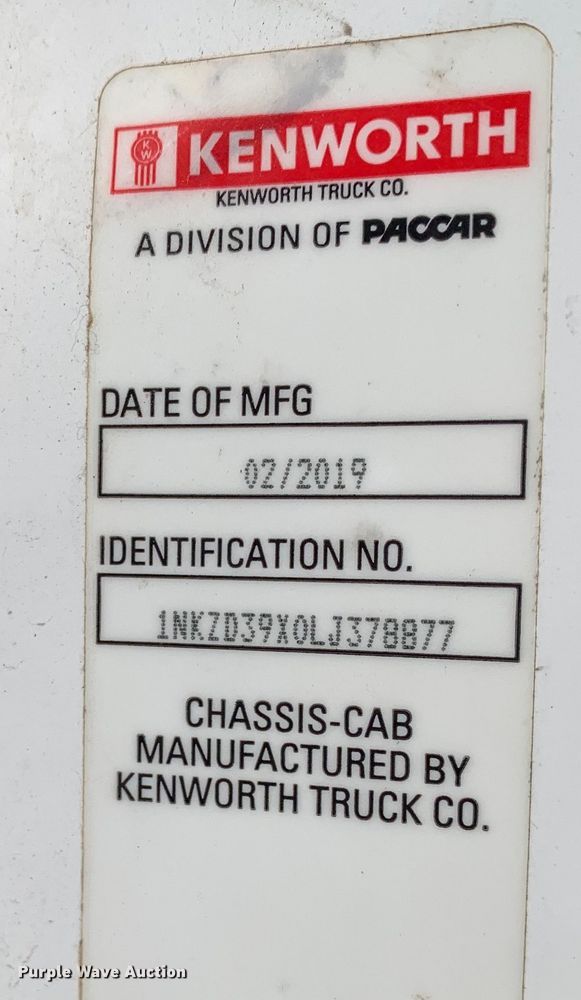 KW
KENWORTH
KENWORTH TRUCK CO.
A DIVISION OF PACCAR
DATE OF MFG
02/2019
IDENTIFICATION NO.
1NKZD39X0LJ378877
CHASSIS-CAB
MANUFACTURED BY
KENWORTH TRUCK CO.
Purple Wave Auction